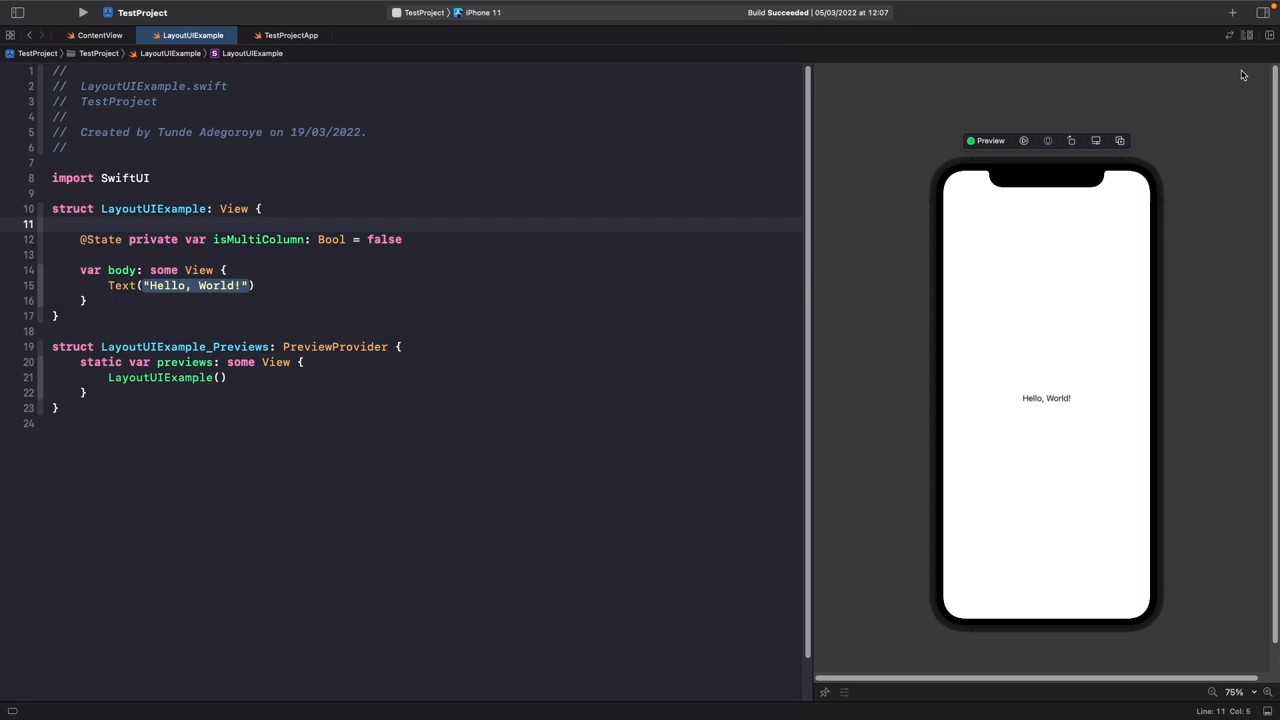 TestProject
TestProject
iPhone 11
Build Succeeded | 05/03/2022 at 12:07
ContentView
LayoutUIExample
TestProjectApp
TestProject
TestProject
LayoutUIExample
S
LayoutUIExample
1 //
2 //  LayoutUIExample.swift
3 //  TestProject
4 //
5 //  Created by Tunde Adegoroye on 19/03/2022.
6 //
7
8 import SwiftUI
9
10 struct LayoutUIExample: View {
11
12     @State private var isMultiColumn: Bool = false
13
14     var body: some View {
15         Text("Hello, World!")
16     }
17 }
18
19 struct LayoutUIExample_Previews: PreviewProvider {
20     static var previews: some View {
21         LayoutUIExample()
22     }
23 }
24
Preview
Hello, World!
75%
Line: 11 Col: 5